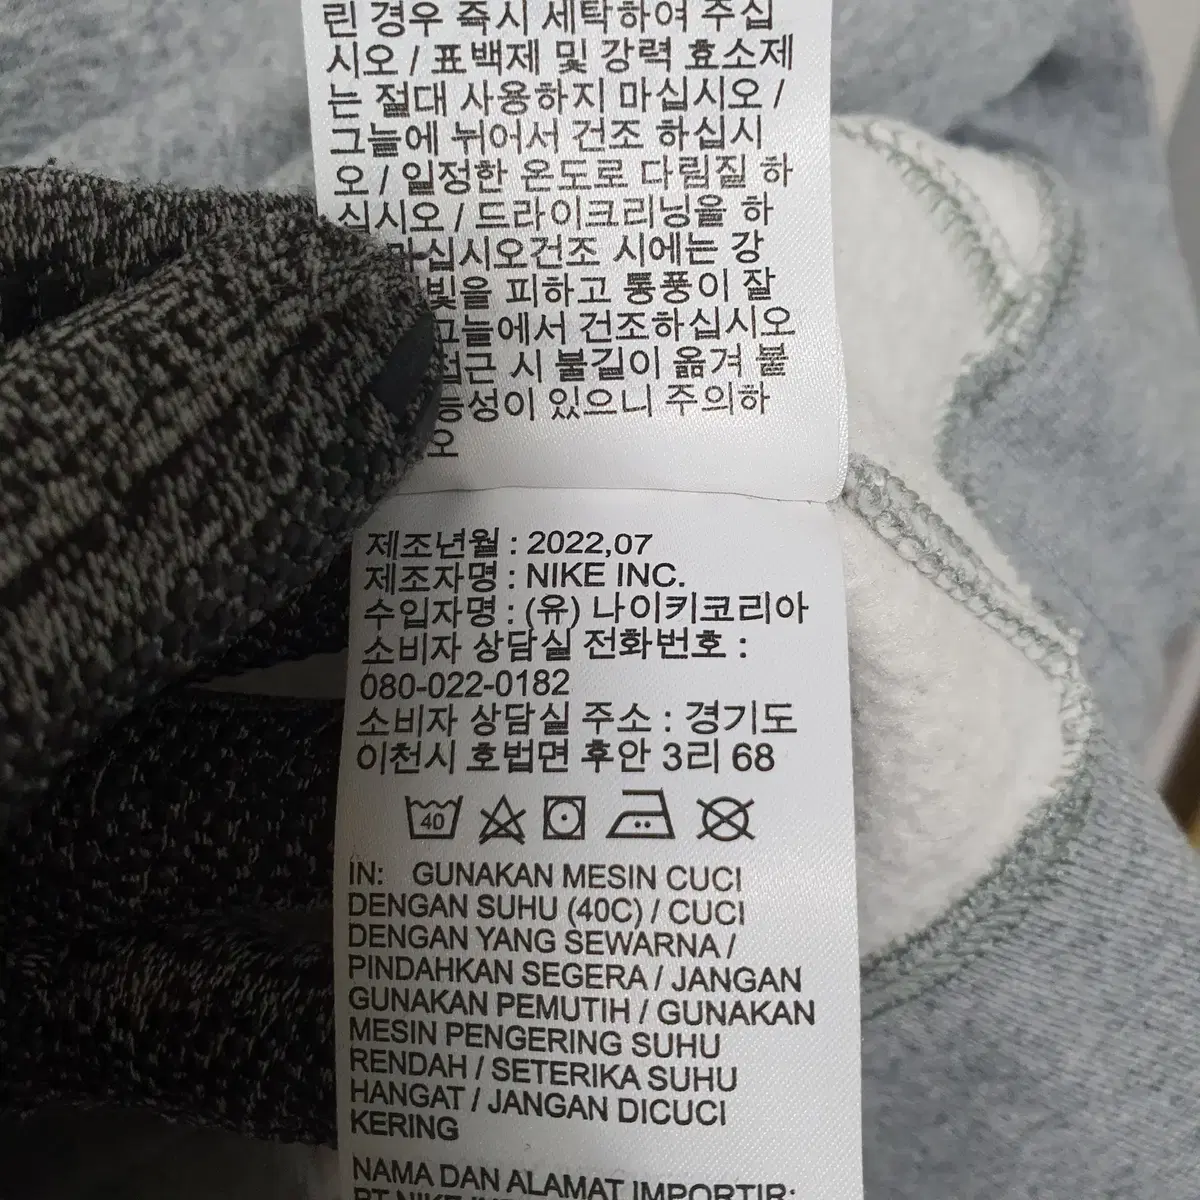 린 경우 즉시 세탁하여 주십
시오 / 표백제 및 강력 효소제
는 절대 사용하지 마십시오 /
그늘에 뉘어서 건조 하십시
오 / 일정한 온도로 다림질 하
십시오 / 드라이크리닝을 하
마십시오건조 시에는 강
빛을 피하고 통풍이 잘
그늘에서 건조하십시오
접근 시 불길이 옮겨 붙
능성이 있으니 주의하
오
제조년월 : 2022,07
제조자명 : NIKE INC.
수입자명 : (유) 나이키코리아
소비자 상담실 전화번호 :
080-022-0182
소비자 상담실 주소 : 경기도
이천시 호법면 후안 3리 68
40
IN: GUNAKAN MESIN CUCI
DENGAN SUHU (40C) / CUCI
DENGAN YANG SEWARNA /
PINDAHKAN SEGERA / JANGAN
GUNAKAN PEMUTIH / GUNAKAN
MESIN PENGERING SUHU
RENDAH / SETERIKA SUHU
HANGAT / JANGAN DICUCI
KERING
NAMA DAN ALAMAT IMPORTIR:
PT NIKE